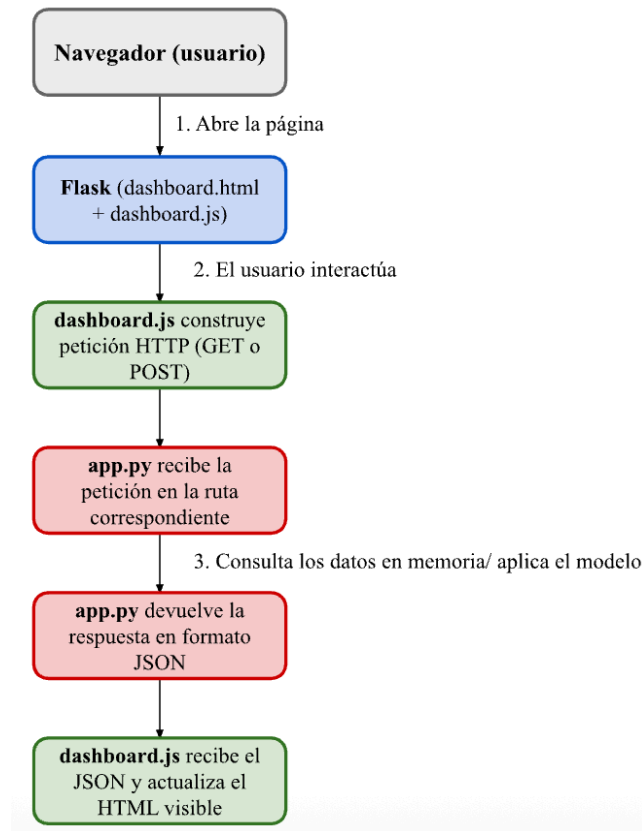 Navegador (usuario)
1. Abre la página
Flask (dashboard.html
+ dashboard.js)
2. El usuario interactúa
dashboard.js construye
petición HTTP (GET o
POST)
app.py recibe la
petición en la ruta
correspondiente
3. Consulta los datos en memoria/ aplica el modelo
app.py devuelve la
respuesta en formato
JSON
dashboard.js recibe el
JSON y actualiza el
HTML visible